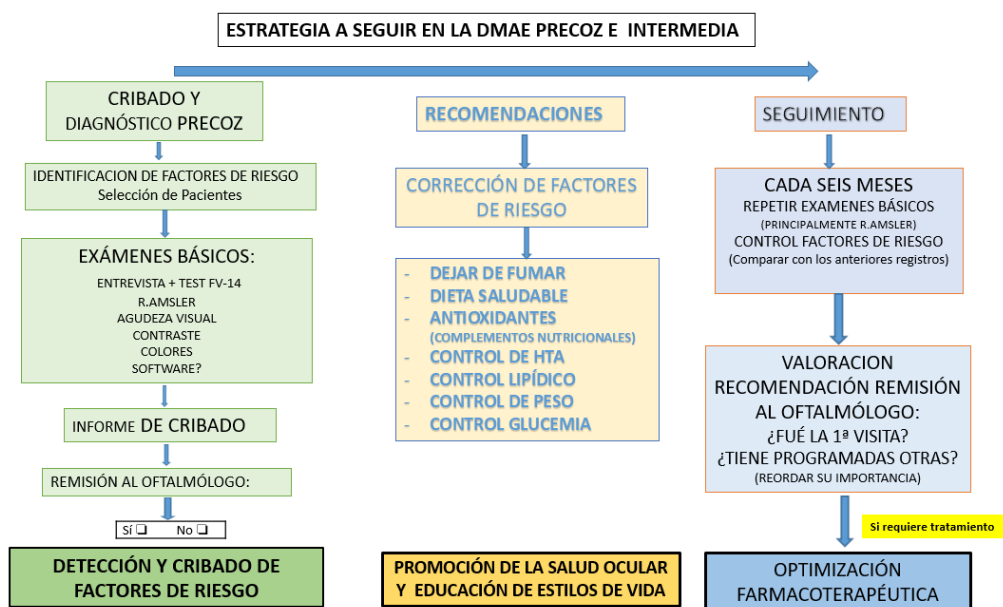 ESTRATEGIA A SEGUIR EN LA DMAE PRECOZ E INTERMEDIA
CRIBADO Y
DIAGNÓSTICO PRECOZ
IDENTIFICACION DE FACTORES DE RIESGO
Selección de Pacientes
EXÁMENES BÁSICOS:
ENTREVISTA + TEST FV-14
R.AMSLER
AGUDEZA VISUAL
CONTRASTE
COLORES
SOFTWARE?
INFORME DE CRIBADO
REMISIÓN AL OFTALMÓLOGO:
Sí ❑ No ❑
DETECCIÓN Y CRIBADO DE
FACTORES DE RIESGO
RECOMENDACIONES
CORRECCIÓN DE FACTORES
DE RIESGO
- DEJAR DE FUMAR
- DIETA SALUDABLE
- ANTIOXIDANTES
(COMPLEMENTOS NUTRICIONALES)
- CONTROL DE HTA
- CONTROL LIPÍDICO
- CONTROL DE PESO
- CONTROL GLUCEMIA
PROMOCIÓN DE LA SALUD OCULAR
Y EDUCACIÓN DE ESTILOS DE VIDA
SEGUIMIENTO
CADA SEIS MESES
REPETIR EXAMENES BÁSICOS
(PRINCIPALMENTE R.AMSLER)
CONTROL FACTORES DE RIESGO
(Comparar con los anteriores registros)
VALORACION
RECOMENDACIÓN REMISIÓN
AL OFTALMÓLOGO:
¿FUÉ LA 1ª VISITA?
¿TIENE PROGRAMADAS OTRAS?
(REORDAR SU IMPORTANCIA)
Si requiere tratamiento
OPTIMIZACIÓN
FARMACOTERAPÉUTICA